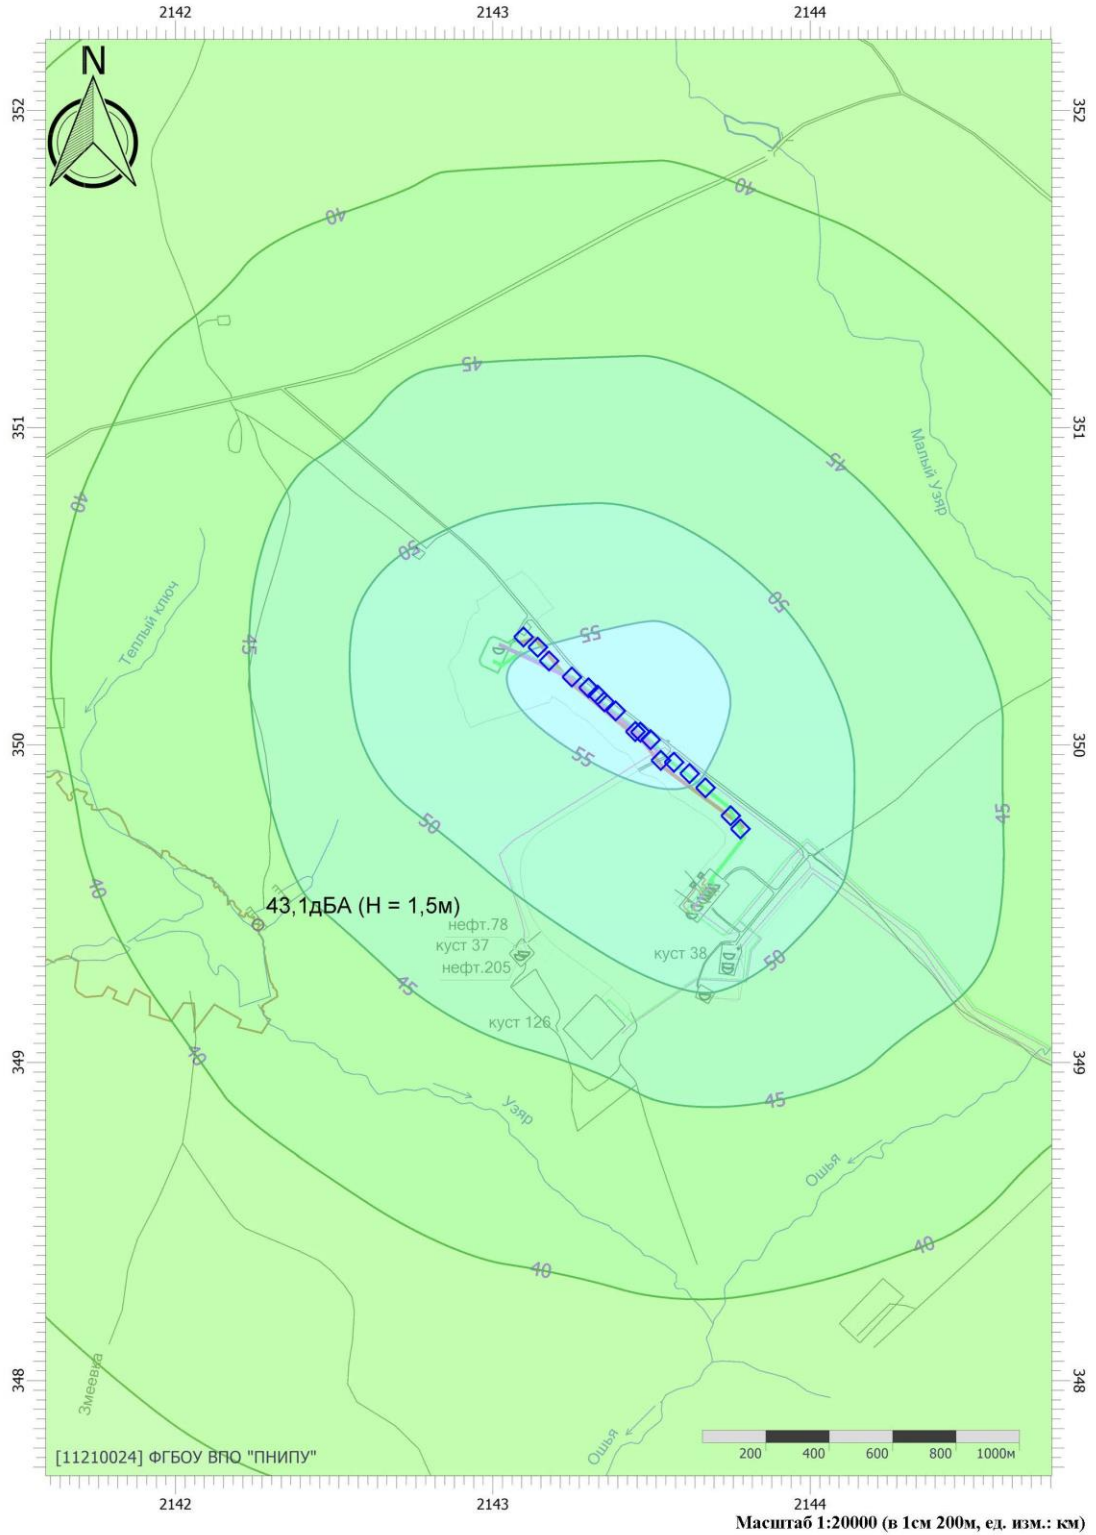 2142 2143 2144
N
352 352
40
40
45
351 351
45
Малый Узяр
40
50
50
Теплый ключ
45
55
350 350
55
45
50
40
43,1дБА (H = 1,5м)
нефт.78
куст 37
куст 38
50
нефт.205
45
куст 126
40
349 349
45
Узяр
Ошья
40
40
348 348
Змеевка
Ошья
[11210024] ФГБОУ ВПО "ПНИПУ"
200 400 600 800 1000м
2142 2143 2144
Масштаб 1:20000 (в 1см 200м, ед. изм.: км)